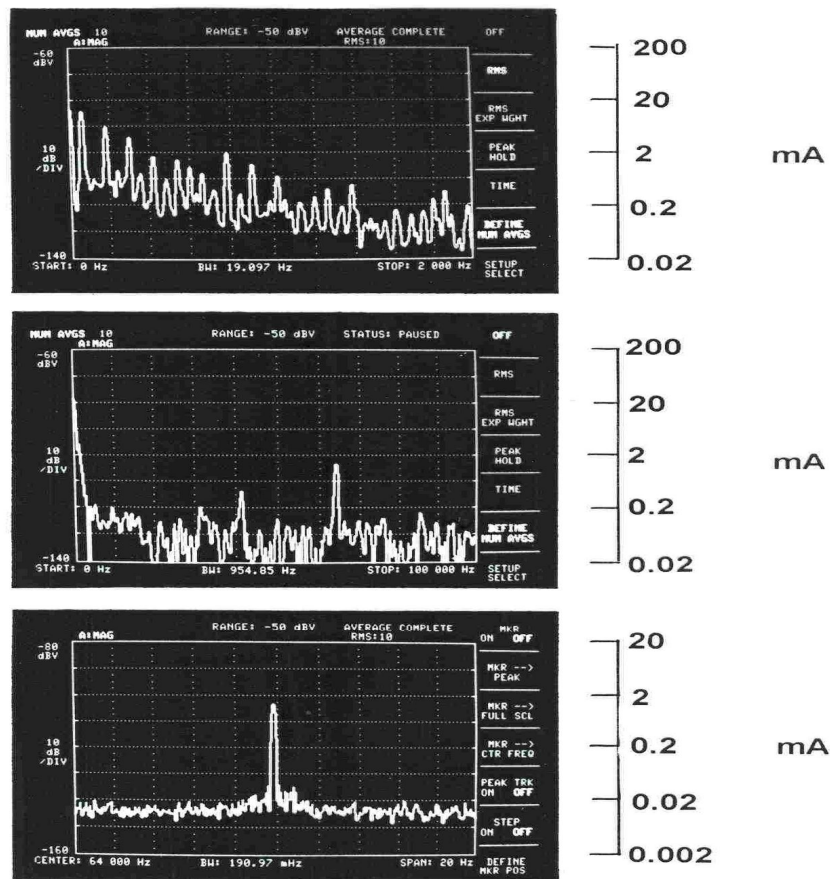 NUM AVGS 10 RANGE: -50 dBV AVERAGE COMPLETE OFF
A:MAG RMS:10
-60
dBV
10
dB
/DIV
-140
START: 0 Hz BW: 19.097 Hz STOP: 2 000 Hz
RMS
RMS
EXP WGHT
PEAK
HOLD
TIME
DEFINE
NUM AVGS
SETUP
SELECT
200
20
2 mA
0.2
0.02
NUM AVGS 10 RANGE: -50 dBV STATUS: PAUSED OFF
A:MAG
-60
dBV
10
dB
/DIV
-140
START: 0 Hz BW: 954.85 Hz STOP: 100 000 Hz
RMS
RMS
EXP WGHT
PEAK
HOLD
TIME
DEFINE
NUM AVGS
SETUP
SELECT
200
20
2 mA
0.2
0.02
RANGE: -50 dBV AVERAGE COMPLETE MKR
A:MAG RMS:10 ON OFF
-80
dBV
10
dB
/DIV
-160
CENTER: 64 000 Hz BW: 190.97 mHz SPAN: 20 Hz
MKR -->
PEAK
MKR -->
FULL SCL
MKR -->
CTR FREQ
PEAK TRK
ON OFF
STEP
ON OFF
DEFINE
MKR POS
20
2
0.2 mA
0.02
0.002